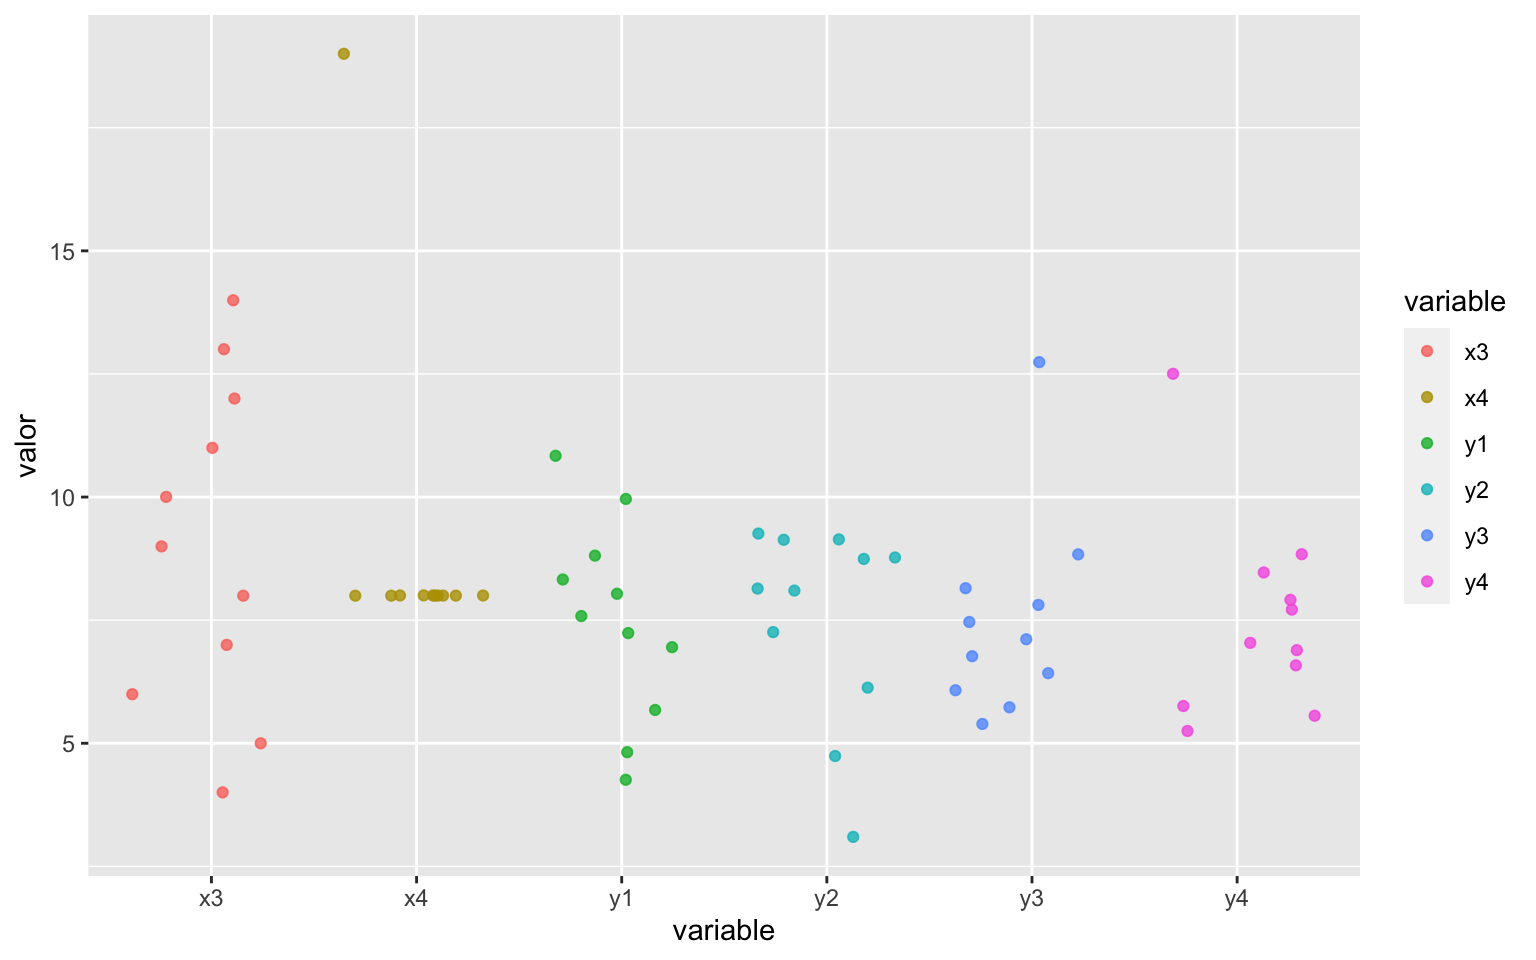 valor
15
10
5
x3 x4 y1 y2 y3 y4
variable
variable
x3
x4
y1
y2
y3
y4